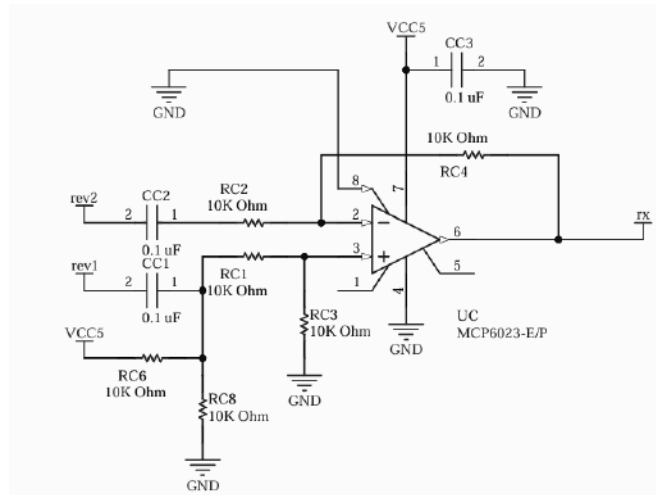 VCC5
CC3
1
2
0.1 uF
GND
GND
10K Ohm
RC4
8
7
rev2
CC2
2
1
RC2
10K Ohm
0.1 uF
2
6
rx
rev1
CC1
2
1
RC1
10K Ohm
0.1 uF
3
1
5
4
UC
MCP6023-E/P
GND
VCC5
RC3
10K Ohm
RC6
10K Ohm
GND
RC8
10K Ohm
GND